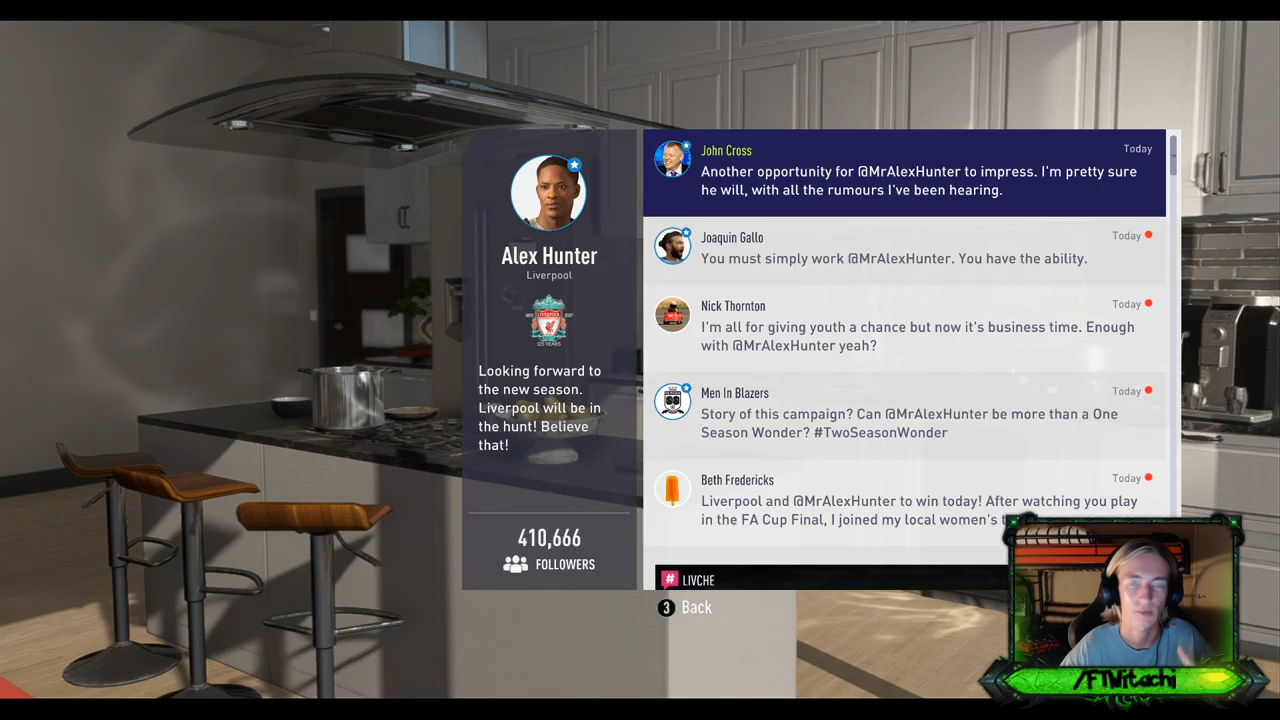 Alex Hunter
Liverpool
LIVERPOOL
125 YEARS
Looking forward to
the new season.
Liverpool will be in
the hunt! Believe
that!
410,666
FOLLOWERS
John Cross
Today
Another opportunity for @MrAlexHunter to impress. I'm pretty sure
he will, with all the rumours I've been hearing.
Joaquin Gallo
Today
You must simply work @MrAlexHunter. You have the ability.
Nick Thornton
Today
I'm all for giving youth a chance but now it's business time. Enough
with @MrAlexHunter yeah?
Men In Blazers
Today
Story of this campaign? Can @MrAlexHunter be more than a One
Season Wonder? #TwoSeasonWonder
Beth Fredericks
Today
Liverpool and @MrAlexHunter to win today! After watching you play
in the FA Cup Final, I joined my local women's
# LIVCHE
3 Back
/FTWitachi